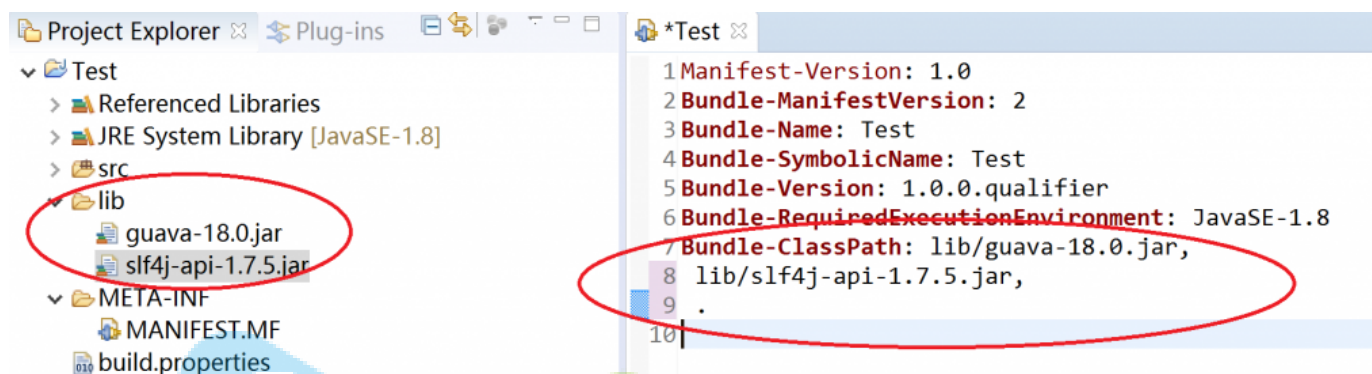 Project Explorer
Plug-ins
Test
Referenced Libraries
JRE System Library [JavaSE-1.8]
src
lib
guava-18.0.jar
slf4j-api-1.7.5.jar
META-INF
MANIFEST.MF
build.properties
*Test
1 Manifest-Version: 1.0
2 Bundle-ManifestVersion: 2
3 Bundle-Name: Test
4 Bundle-SymbolicName: Test
5 Bundle-Version: 1.0.0.qualifier
6 Bundle-RequiredExecutionEnvironment: JavaSE-1.8
7 Bundle-ClassPath: lib/guava-18.0.jar,
8 lib/slf4j-api-1.7.5.jar,
9 .
10